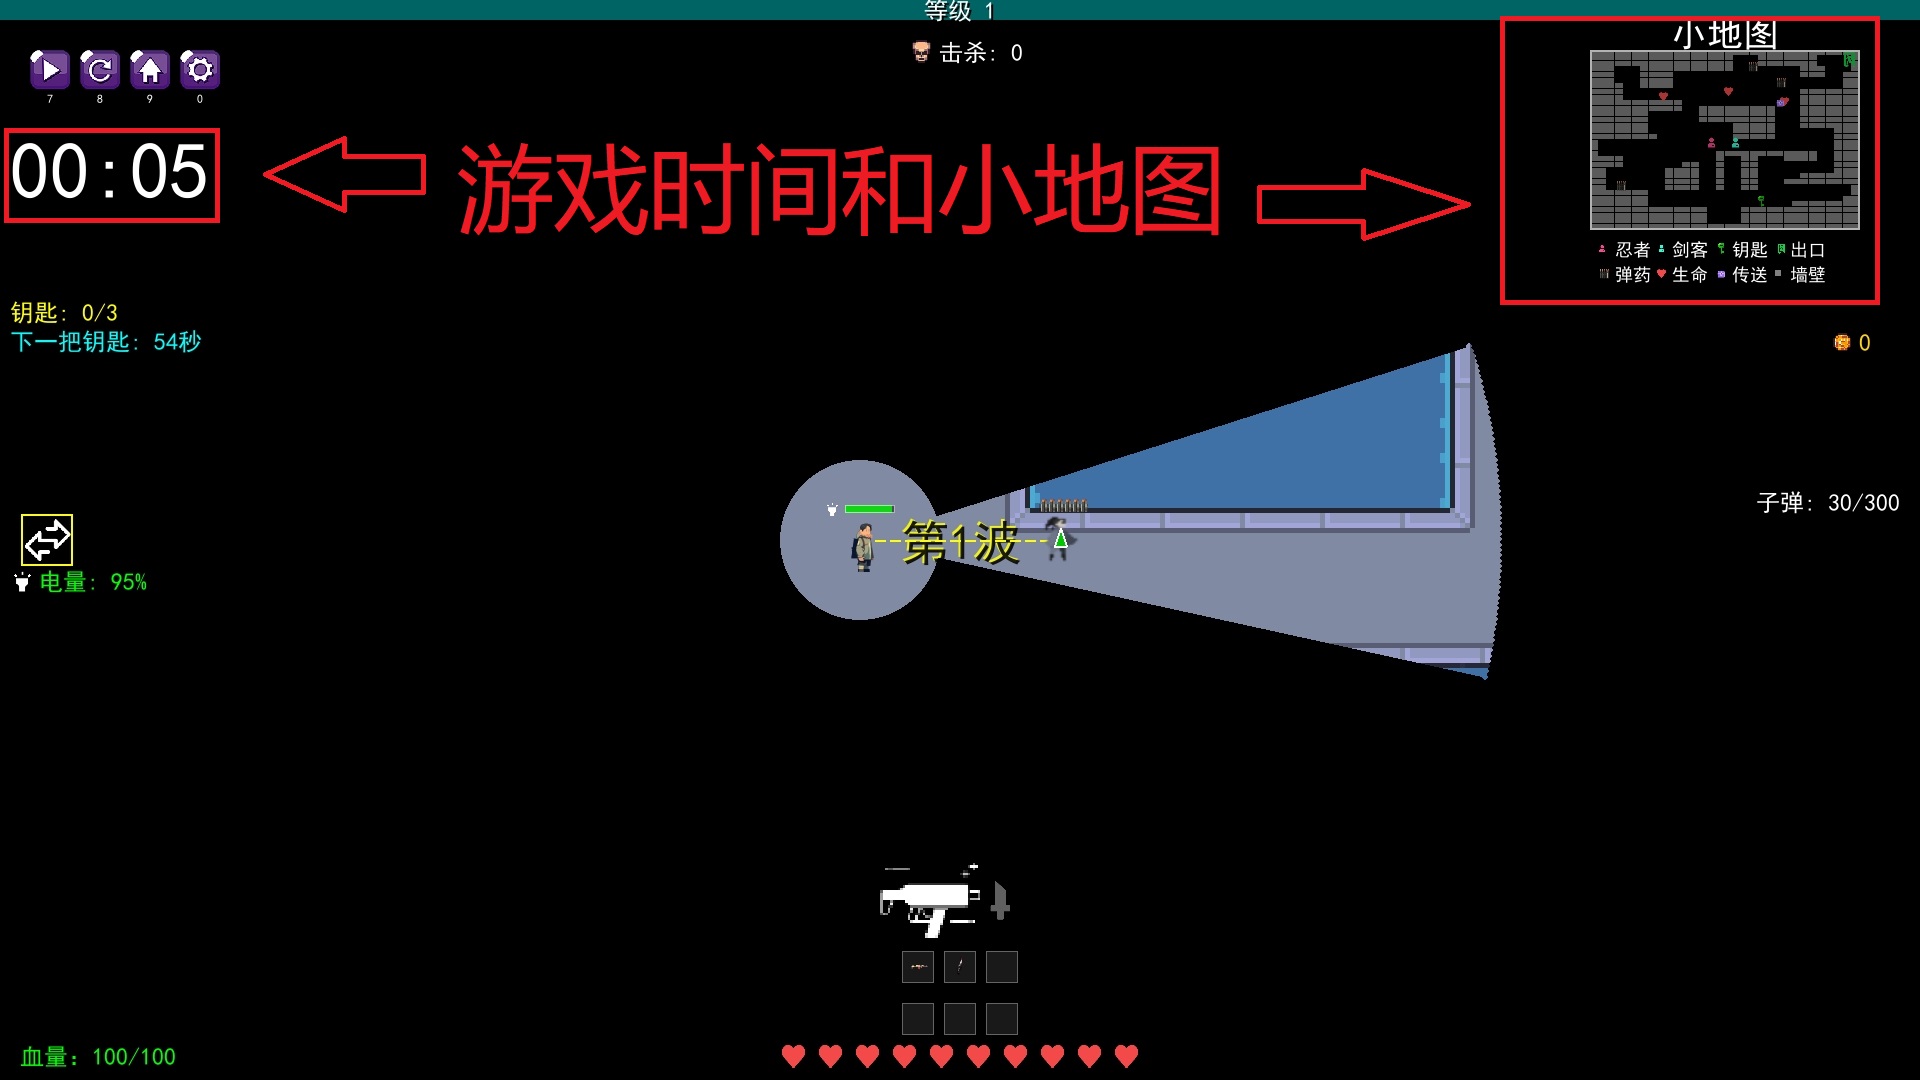 等级 1
击杀: 0
小地图
7 8 9 0
00:05
游戏时间和小地图
忍者 剑客 钥匙 出口
弹药 生命 传送 墙壁
钥匙: 0/3
下一把钥匙: 54秒
0
子弹: 30/300
第1波
电量: 95%
血量: 100/100